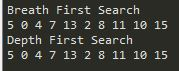 Breath First Search
5 0 4 7 13 2 8 11 10 15
Depth First Search
5 0 4 7 13 2 8 11 10 15